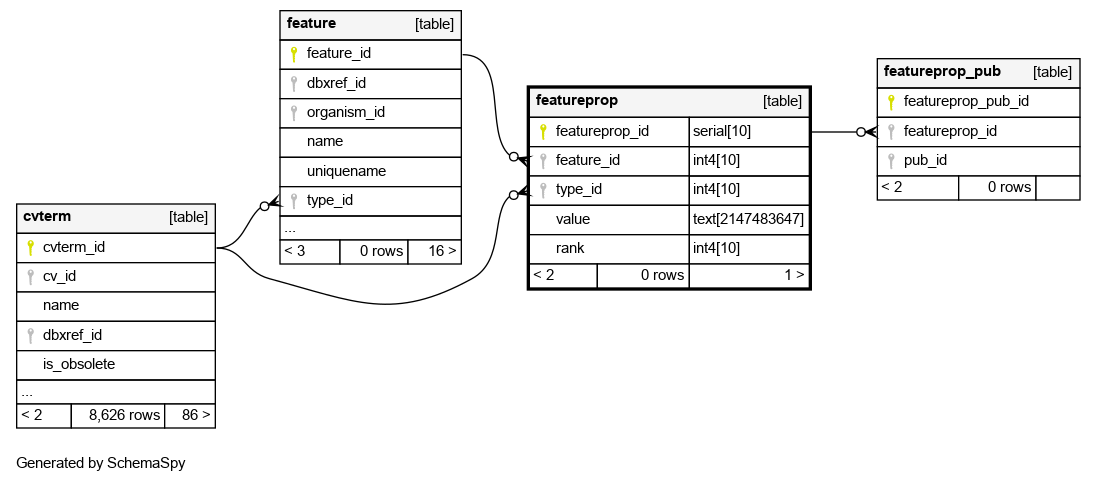 feature [table]
feature_id
dbxref_id
organism_id
name
uniquename
type_id
...
< 3 0 rows 16 >
featureprop [table]
featureprop_id serial[10]
feature_id int4[10]
type_id int4[10]
value text[2147483647]
rank int4[10]
< 2 0 rows 1 >
featureprop_pub [table]
featureprop_pub_id
featureprop_id
pub_id
< 2 0 rows
cvterm [table]
cvterm_id
cv_id
name
dbxref_id
is_obsolete
...
< 2 8,626 rows 86 >
Generated by SchemaSpy